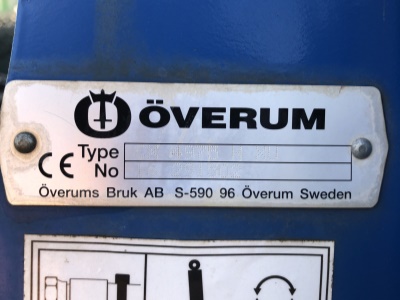 ÖVERUM
Type
CE No
Överums Bruk AB S-590 96 Överum Sweden